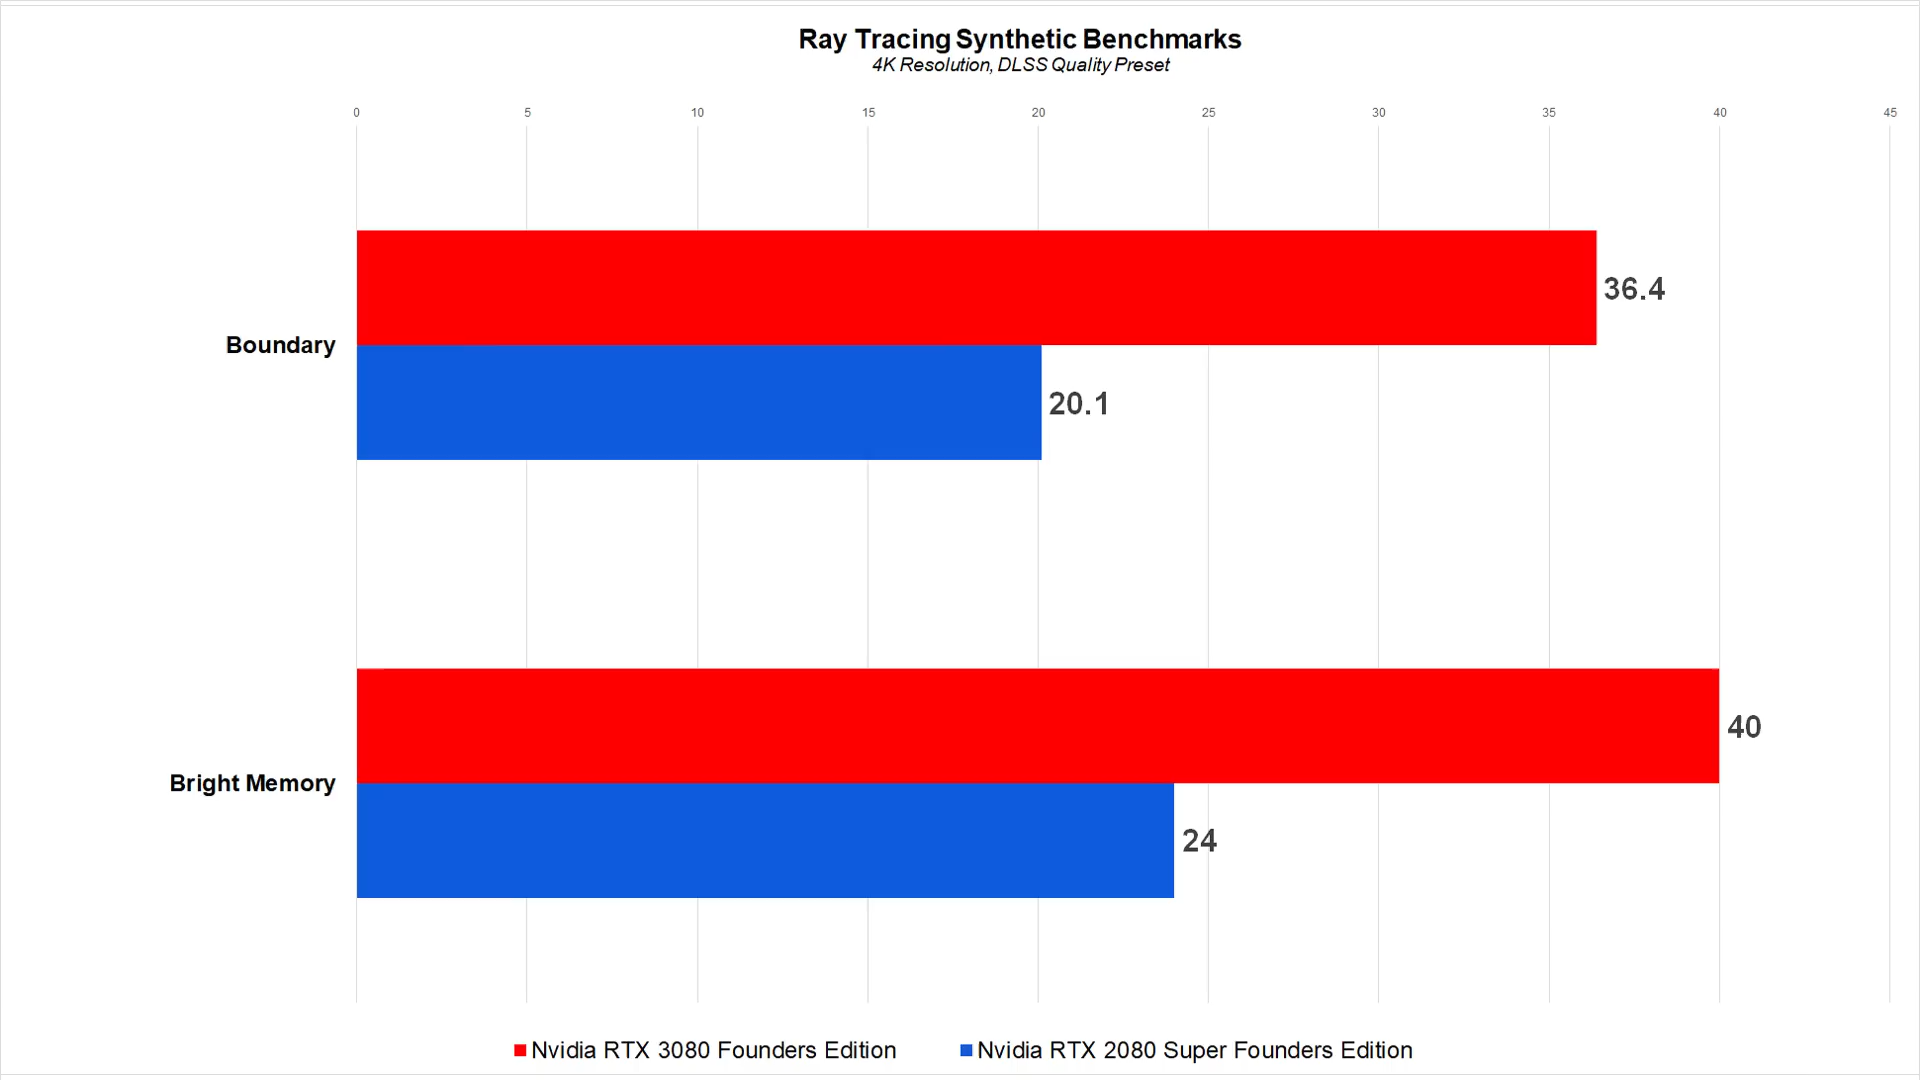 Ray Tracing Synthetic Benchmarks
4K Resolution, DLSS Quality Preset
0 5 10 15 20 25 30 35 40 45
36.4
Boundary
20.1
40
Bright Memory
24
Nvidia RTX 3080 Founders Edition Nvidia RTX 2080 Super Founders Edition